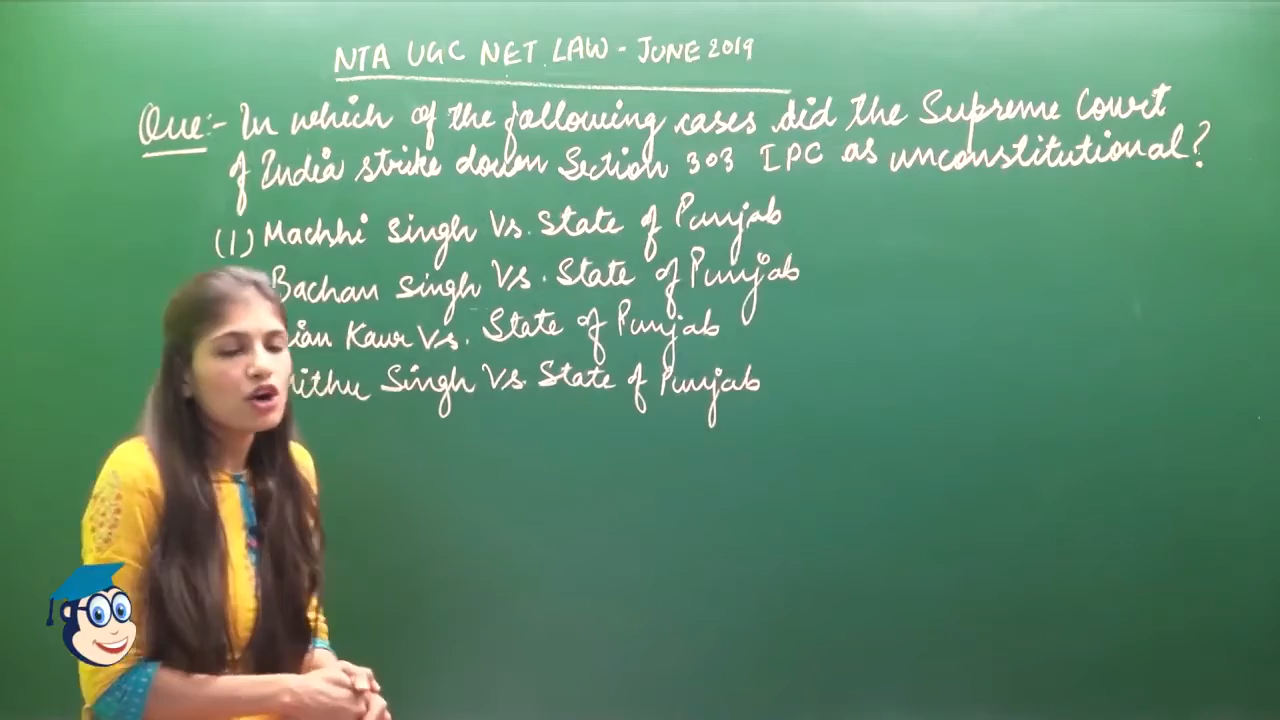 NTA UGC NET LAW - JUNE 2019
Que:- In which of the following cases did the Supreme Court
of India strike down Section 303 IPC as unconstitutional?
(1) Machhi Singh Vs. State of Punjab
Bachan Singh Vs. State of Punjab
Kaur Vs. State of Punjab
Singh Vs. State of Punjab